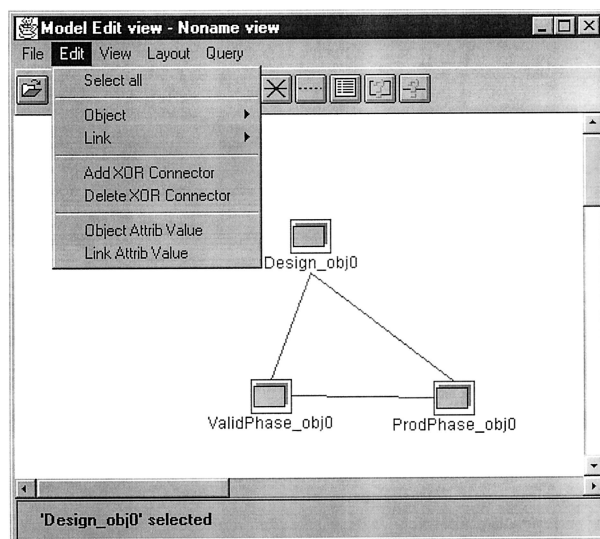 Model Edit view - Noname view
File Edit View Layout Query
Select all
Object
Link
Add XOR Connector
Delete XOR Connector
Object Attrib Value
Link Attrib Value
Design_obj0
ValidPhase_obj0 ProdPhase_obj0
'Design_obj0' selected